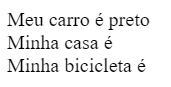 Meu carro é preto
Minha casa é
Minha bicicleta é